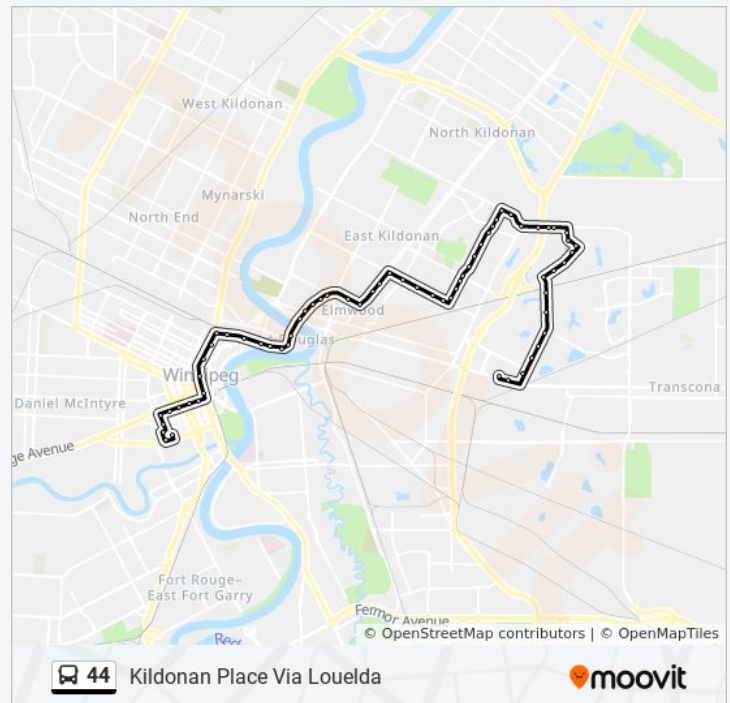 West Kildonan
North Kildonan
Mynarski
North End
East Kildonan
Elmwood
Douglas
Winnipeg
Daniel McIntyre
Transcona
ge Avenue
Fort Rouge–
East Fort Garry
Fermor Avenue
© OpenStreetMap contributors | © OpenMapTiles
44 Kildonan Place Via Louelda
moovit